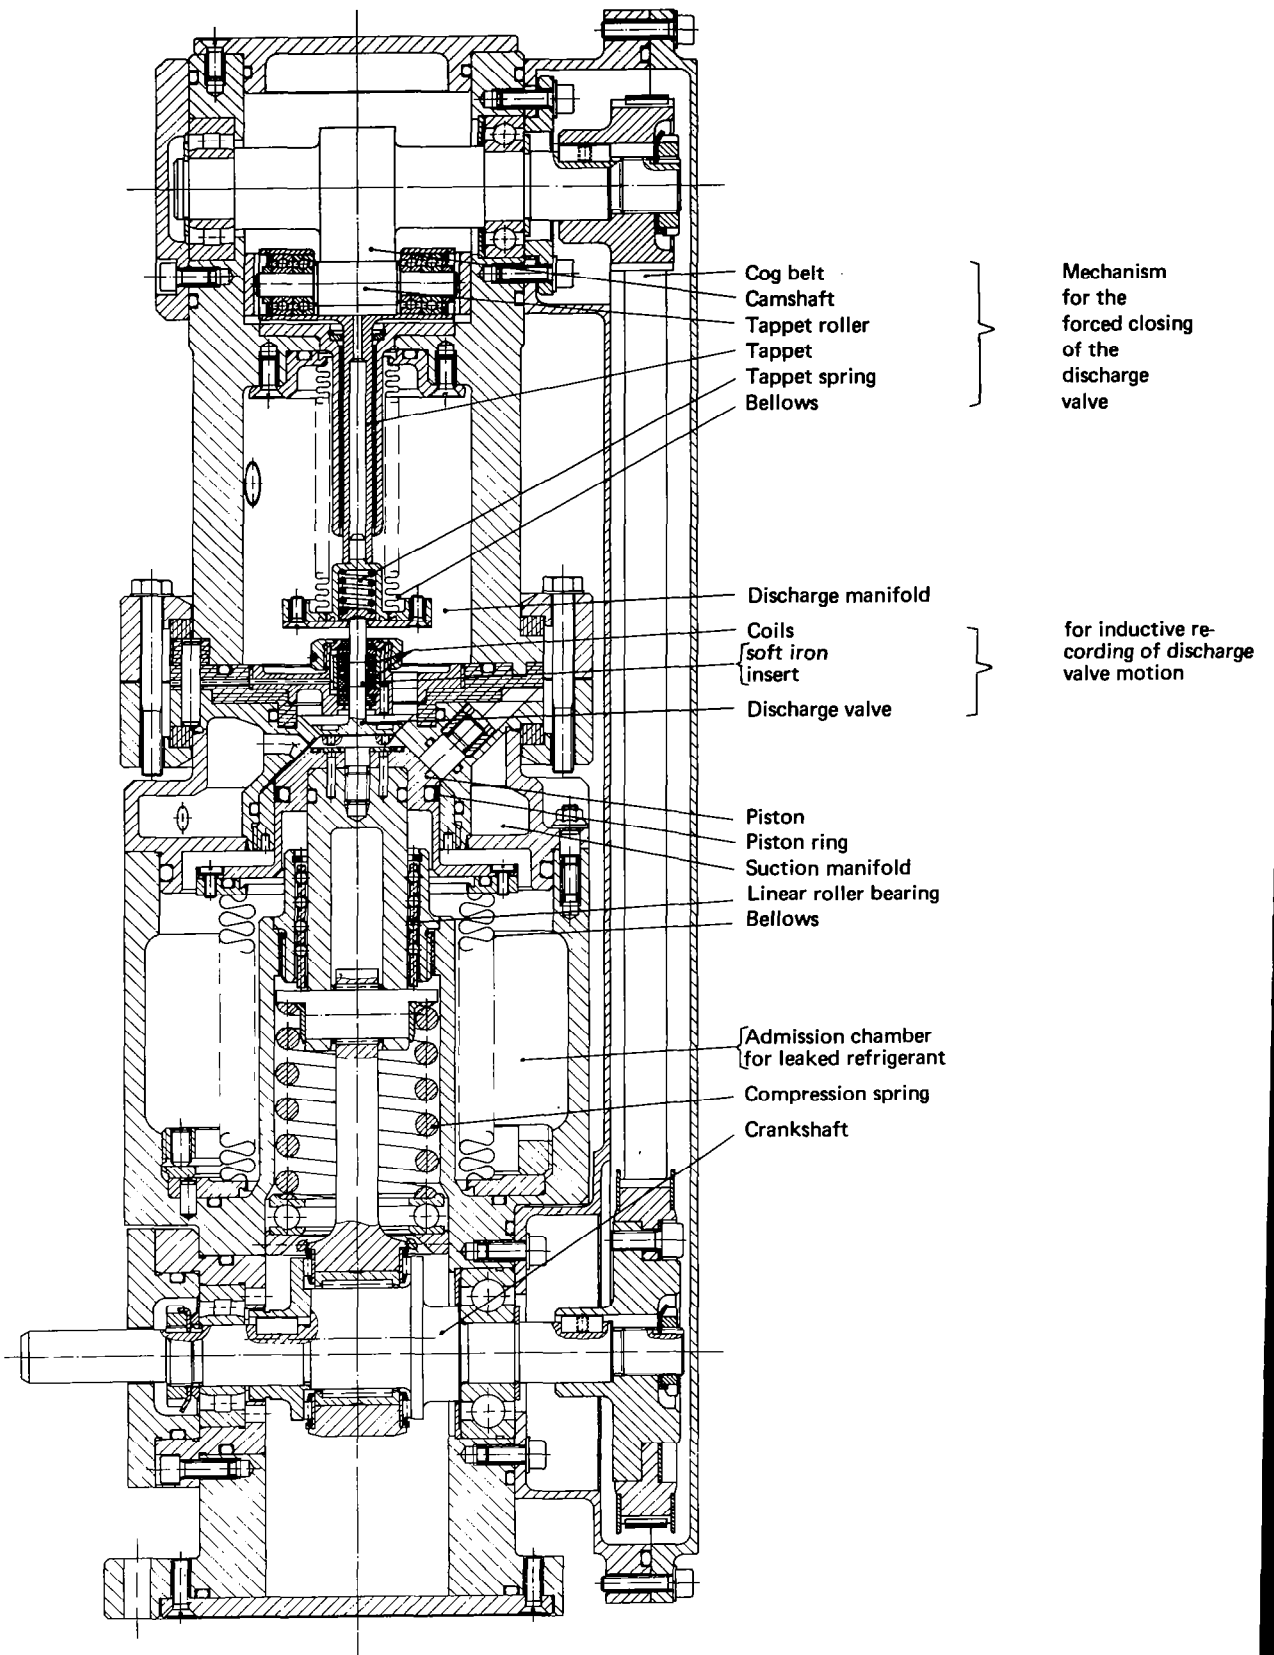 Cog belt
Camshaft
Tappet roller
Tappet
Tappet spring
Bellows
Mechanism
for the
forced closing
of the
discharge
valve
Discharge manifold
Coils
soft iron
insert
Discharge valve
for inductive re-
cording of discharge
valve motion
Piston
Piston ring
Suction manifold
Linear roller bearing
Bellows
Admission chamber
for leaked refrigerant
Compression spring
Crankshaft